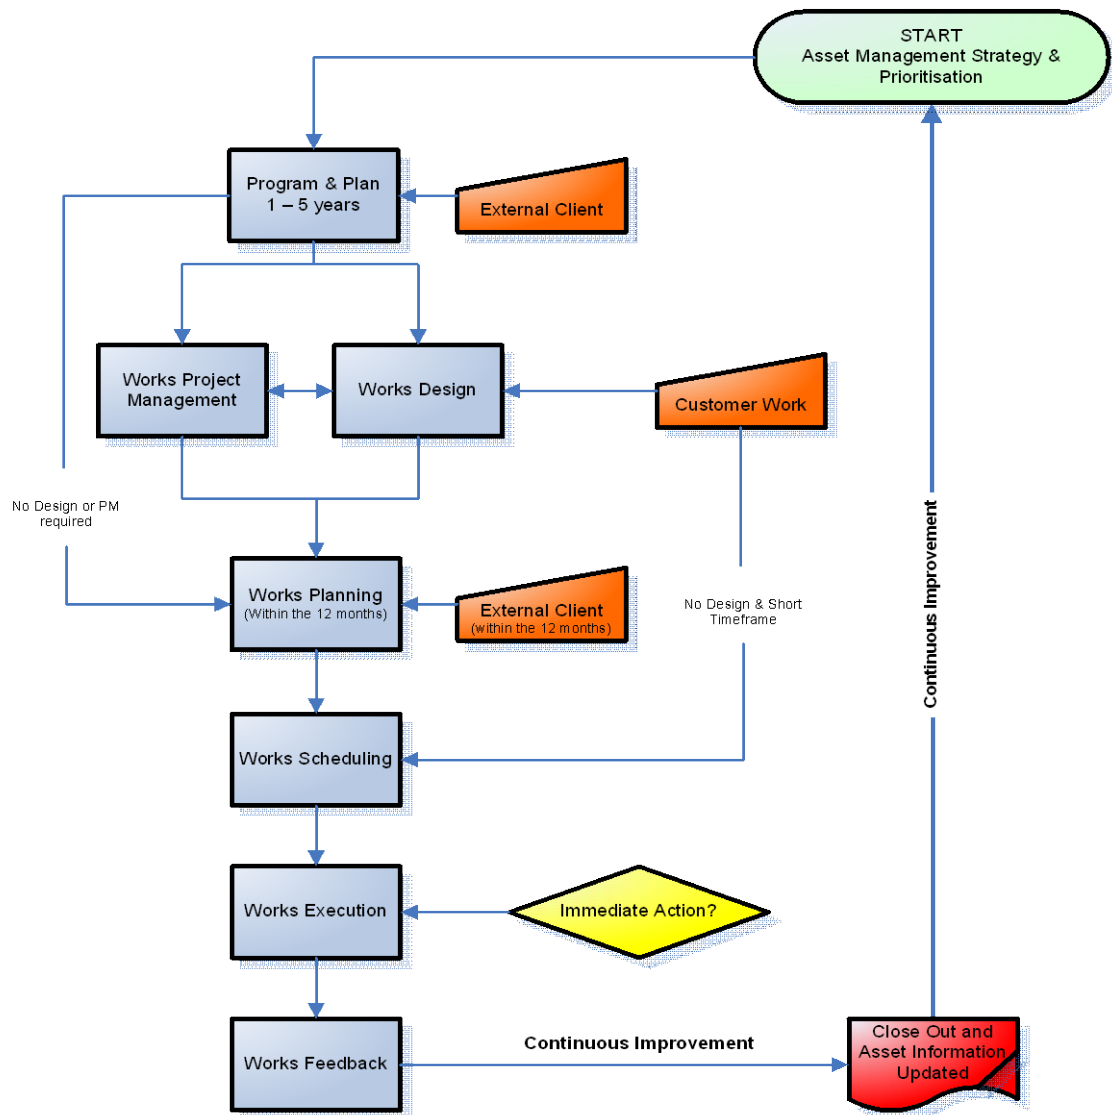 START
Asset Management Strategy &
Prioritisation
Program & Plan
1 – 5 years
External Client
Works Project
Management
Works Design
Customer Work
No Design or PM
required
Works Planning
(Within the 12 months)
External Client
(within the 12 months)
No Design & Short
Timeframe
Continuous Improvement
Works Scheduling
Works Execution
Immediate Action?
Works Feedback
Continuous Improvement
Close Out and
Asset Information
Updated